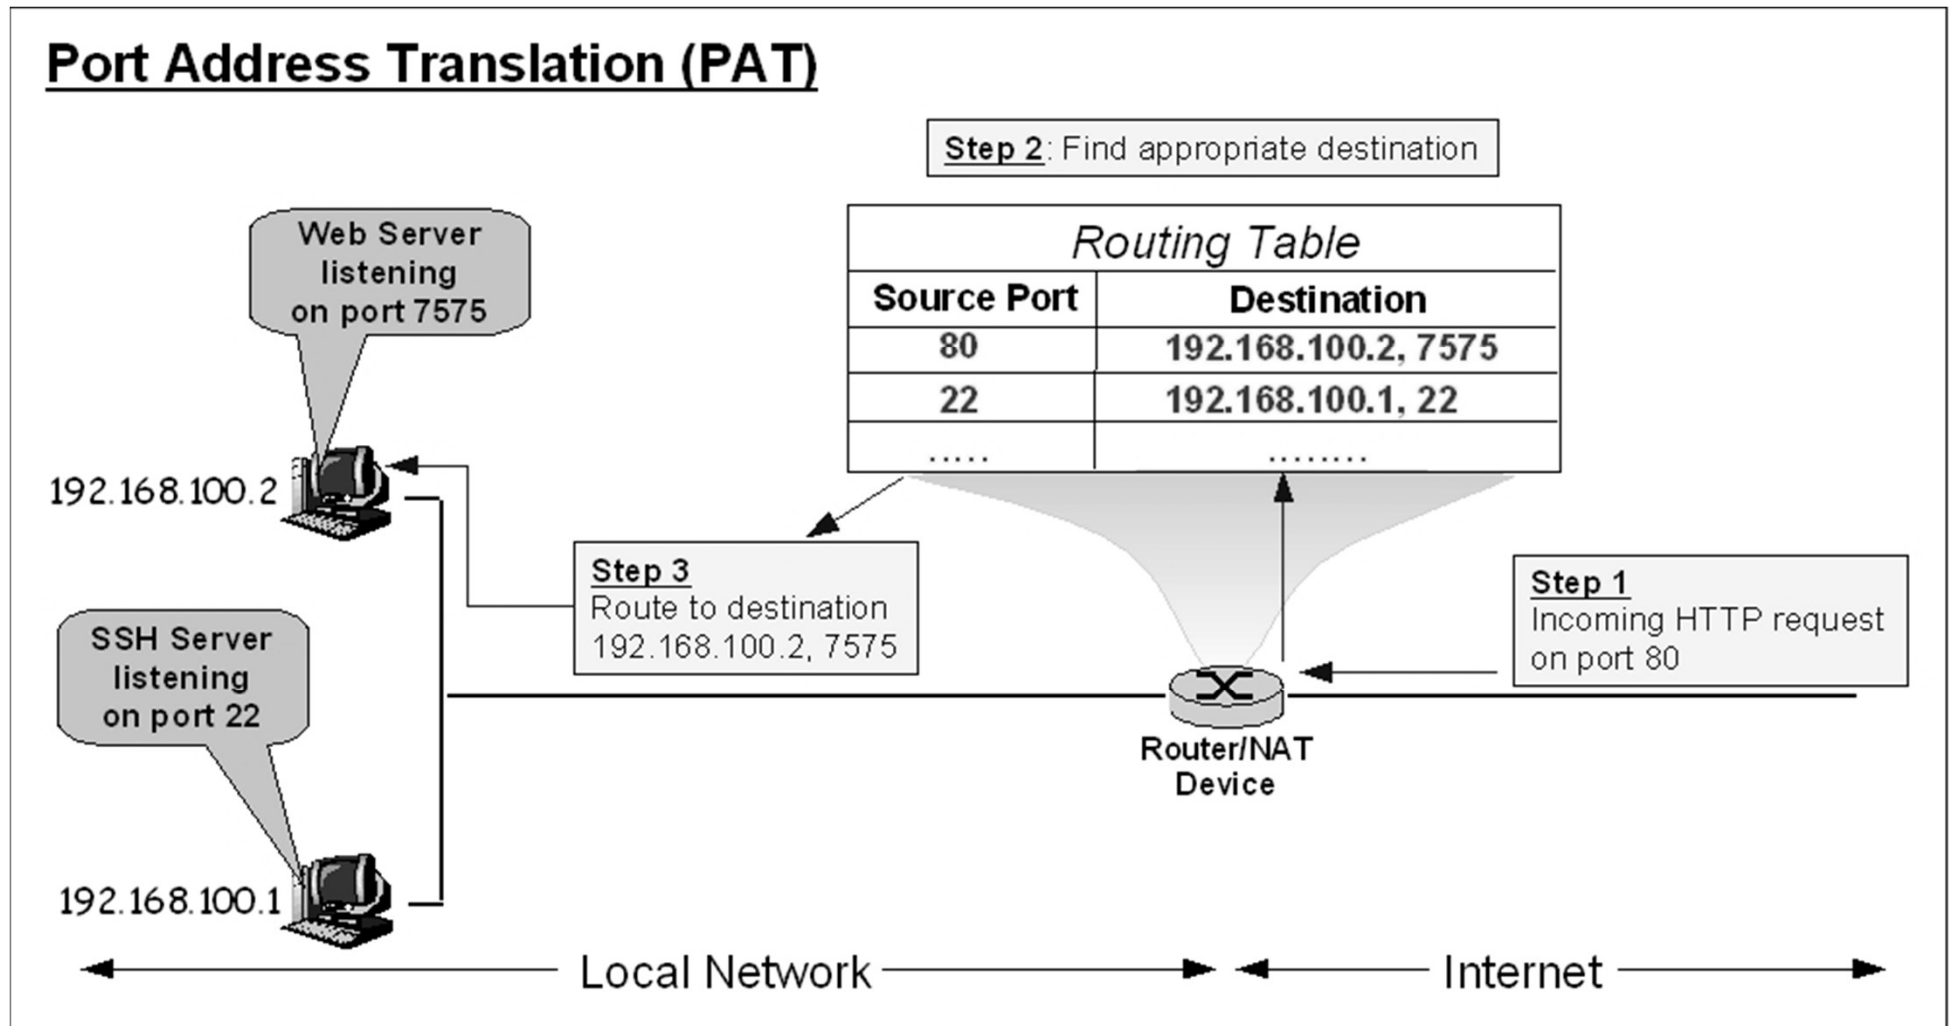 Port Address Translation (PAT)
Step 2: Find appropriate destination
Web Server
listening
on port 7575
Routing Table
Source Port Destination
80 192.168.100.2, 7575
22 192.168.100.1, 22
..... ........
192.168.100.2
Step 3
Route to destination
192.168.100.2, 7575
Step 1
Incoming HTTP request
on port 80
SSH Server
listening
on port 22
Router/NAT
Device
192.168.100.1
Local Network
Internet